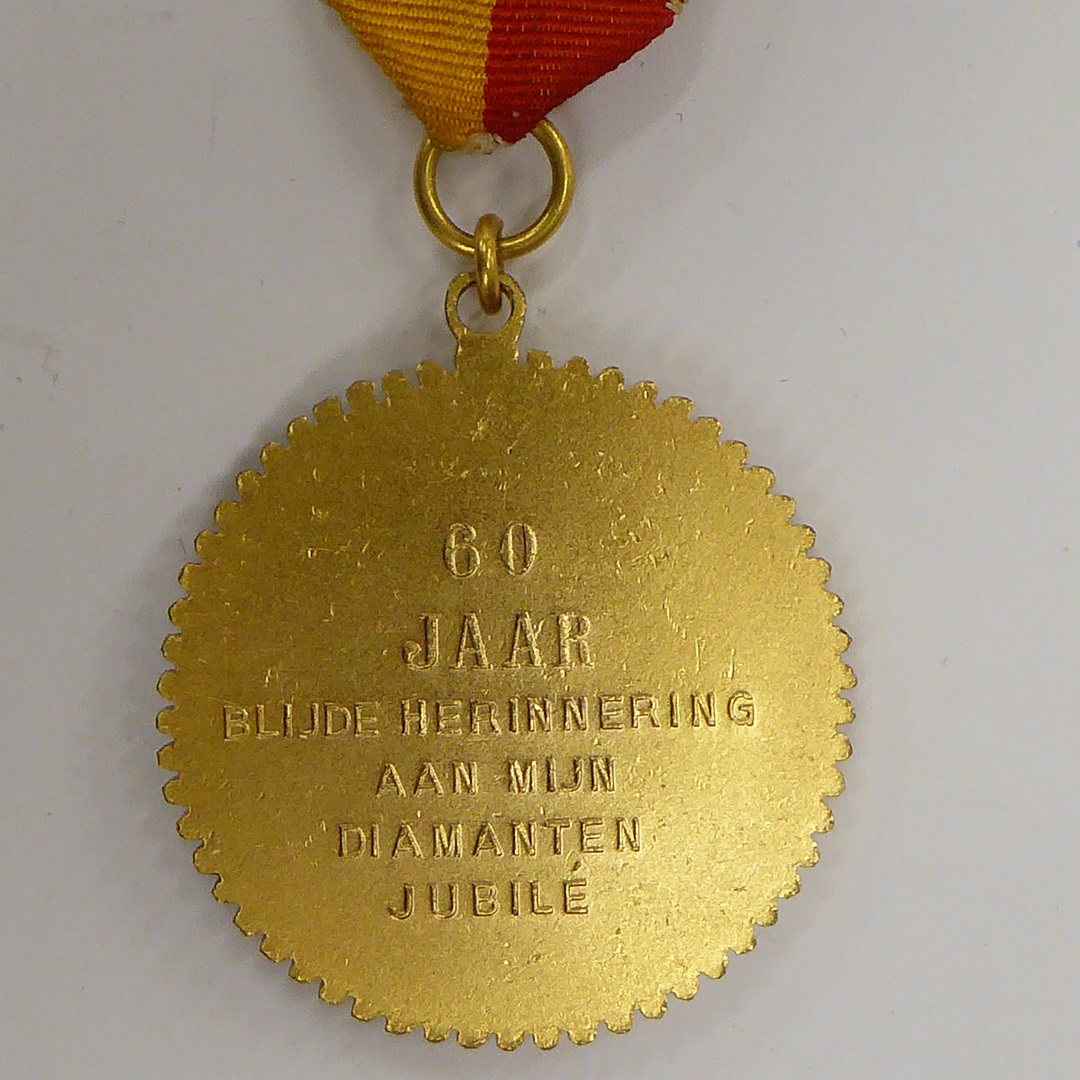 60
JAAR
BLIJDE HERINNERING
AAN MIJN
DIAMANTEN
JUBILÉ